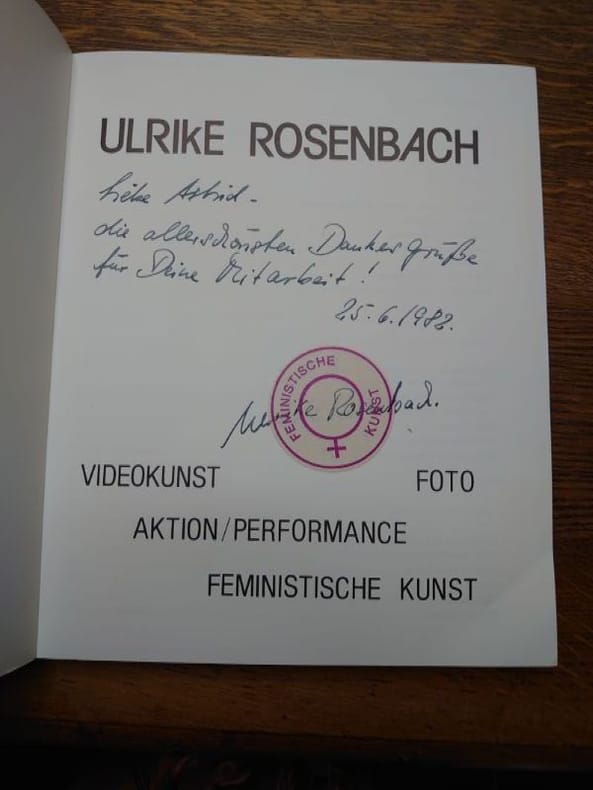 ULRIKE ROSENBACH
Liebe Astrid -
die allerschönsten Dankesgrüße
für Deine Mitarbeit!
25.6.1982.
FEMINISTISCHE KUNST
Ulrike Rosenbach.
VIDEOKUNST FOTO
AKTION/PERFORMANCE
FEMINISTISCHE KUNST